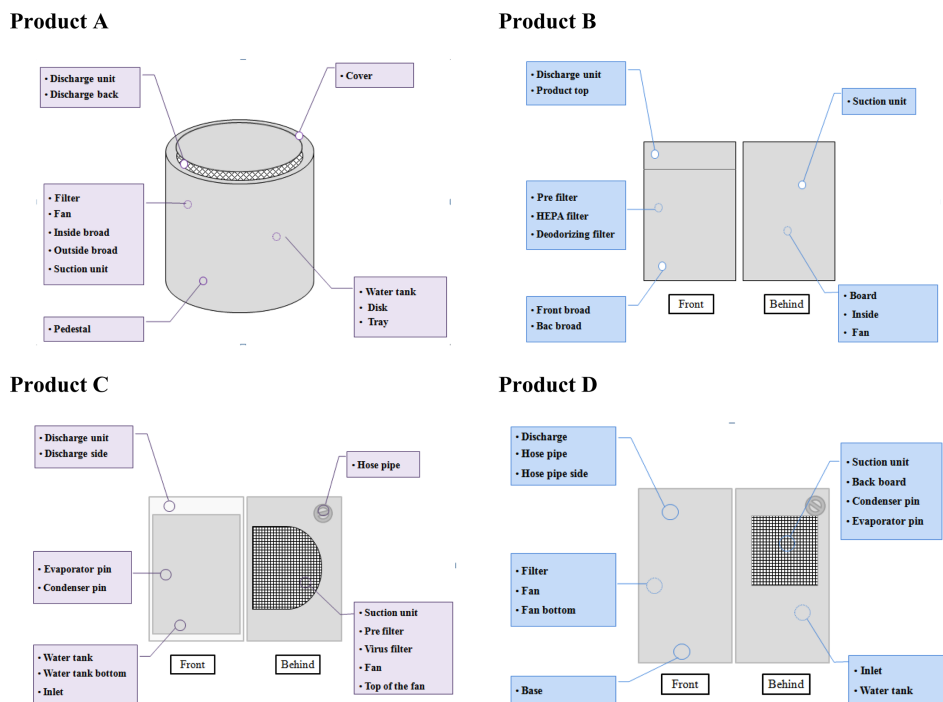 Product A
• Discharge unit
• Discharge back
• Cover
• Filter
• Fan
• Inside broad
• Outside broad
• Suction unit
• Water tank
• Disk
• Tray
• Pedestal
Product B
• Discharge unit
• Product top
• Suction unit
• Pre filter
• HEPA filter
• Deodorizing filter
• Front broad
• Bac broad
Front
Behind
• Board
• Inside
• Fan
Product C
• Discharge unit
• Discharge side
• Hose pipe
• Evaporator pin
• Condenser pin
• Water tank
• Water tank bottom
• Inlet
Front
Behind
• Suction unit
• Pre filter
• Virus filter
• Fan
• Top of the fan
Product D
• Discharge
• Hose pipe
• Hose pipe side
• Suction unit
• Back board
• Condenser pin
• Evaporator pin
• Filter
• Fan
• Fan bottom
• Base
Front
Behind
• Inlet
• Water tank